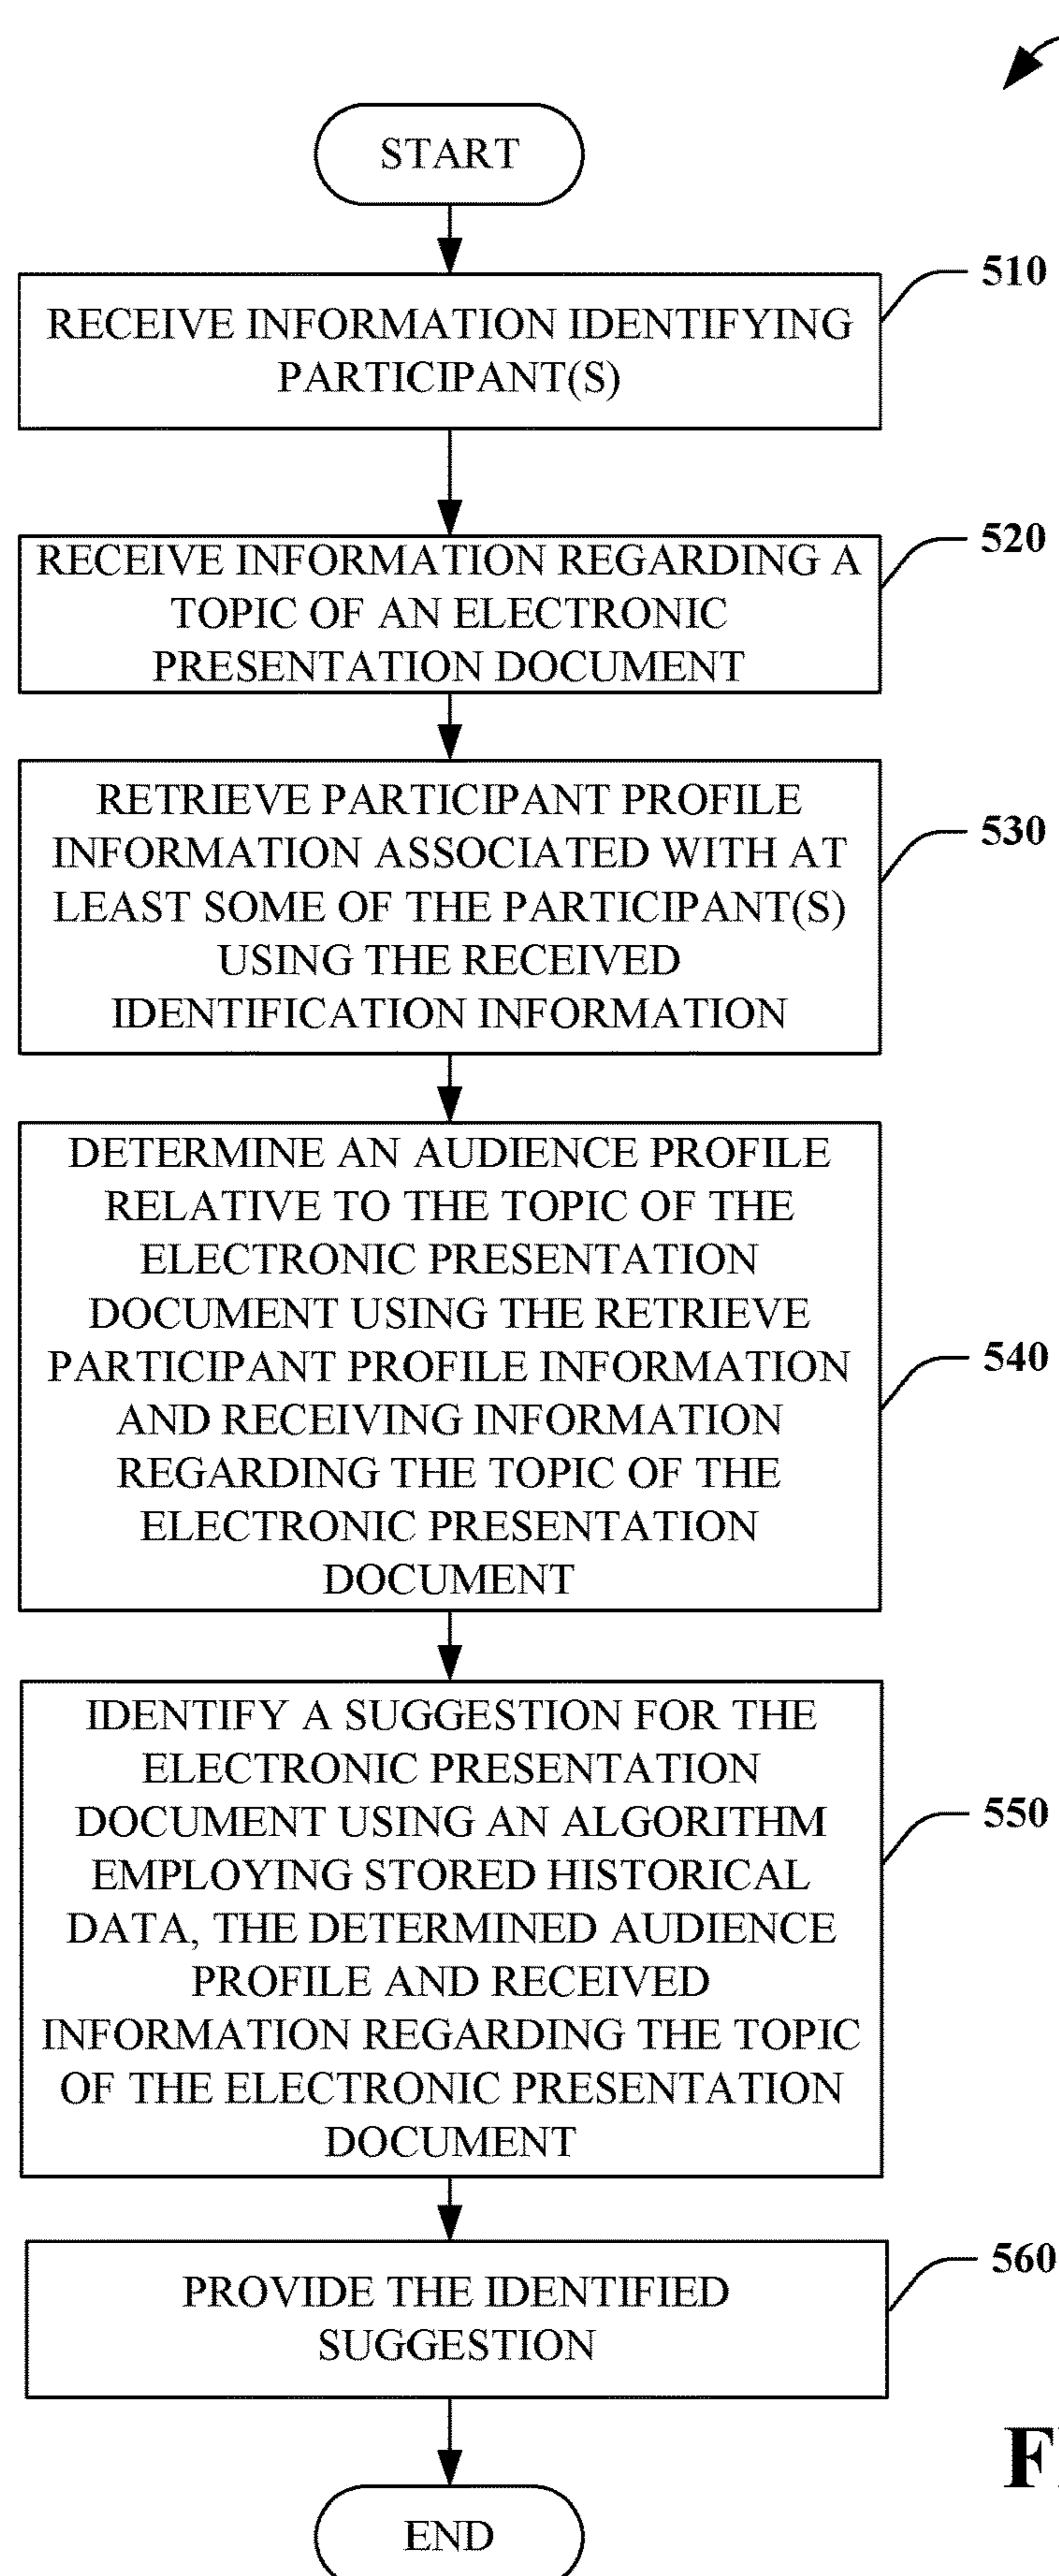 START
510
RECEIVE INFORMATION IDENTIFYING
PARTICIPANT(S)
520
RECEIVE INFORMATION REGARDING A
TOPIC OF AN ELECTRONIC
PRESENTATION DOCUMENT
530
RETRIEVE PARTICIPANT PROFILE
INFORMATION ASSOCIATED WITH AT
LEAST SOME OF THE PARTICIPANT(S)
USING THE RECEIVED
IDENTIFICATION INFORMATION
540
DETERMINE AN AUDIENCE PROFILE
RELATIVE TO THE TOPIC OF THE
ELECTRONIC PRESENTATION
DOCUMENT USING THE RETRIEVE
PARTICIPANT PROFILE INFORMATION
AND RECEIVING INFORMATION
REGARDING THE TOPIC OF THE
ELECTRONIC PRESENTATION
DOCUMENT
550
IDENTIFY A SUGGESTION FOR THE
ELECTRONIC PRESENTATION
DOCUMENT USING AN ALGORITHM
EMPLOYING STORED HISTORICAL
DATA, THE DETERMINED AUDIENCE
PROFILE AND RECEIVED
INFORMATION REGARDING THE TOPIC
OF THE ELECTRONIC PRESENTATION
DOCUMENT
560
PROVIDE THE IDENTIFIED
SUGGESTION
END